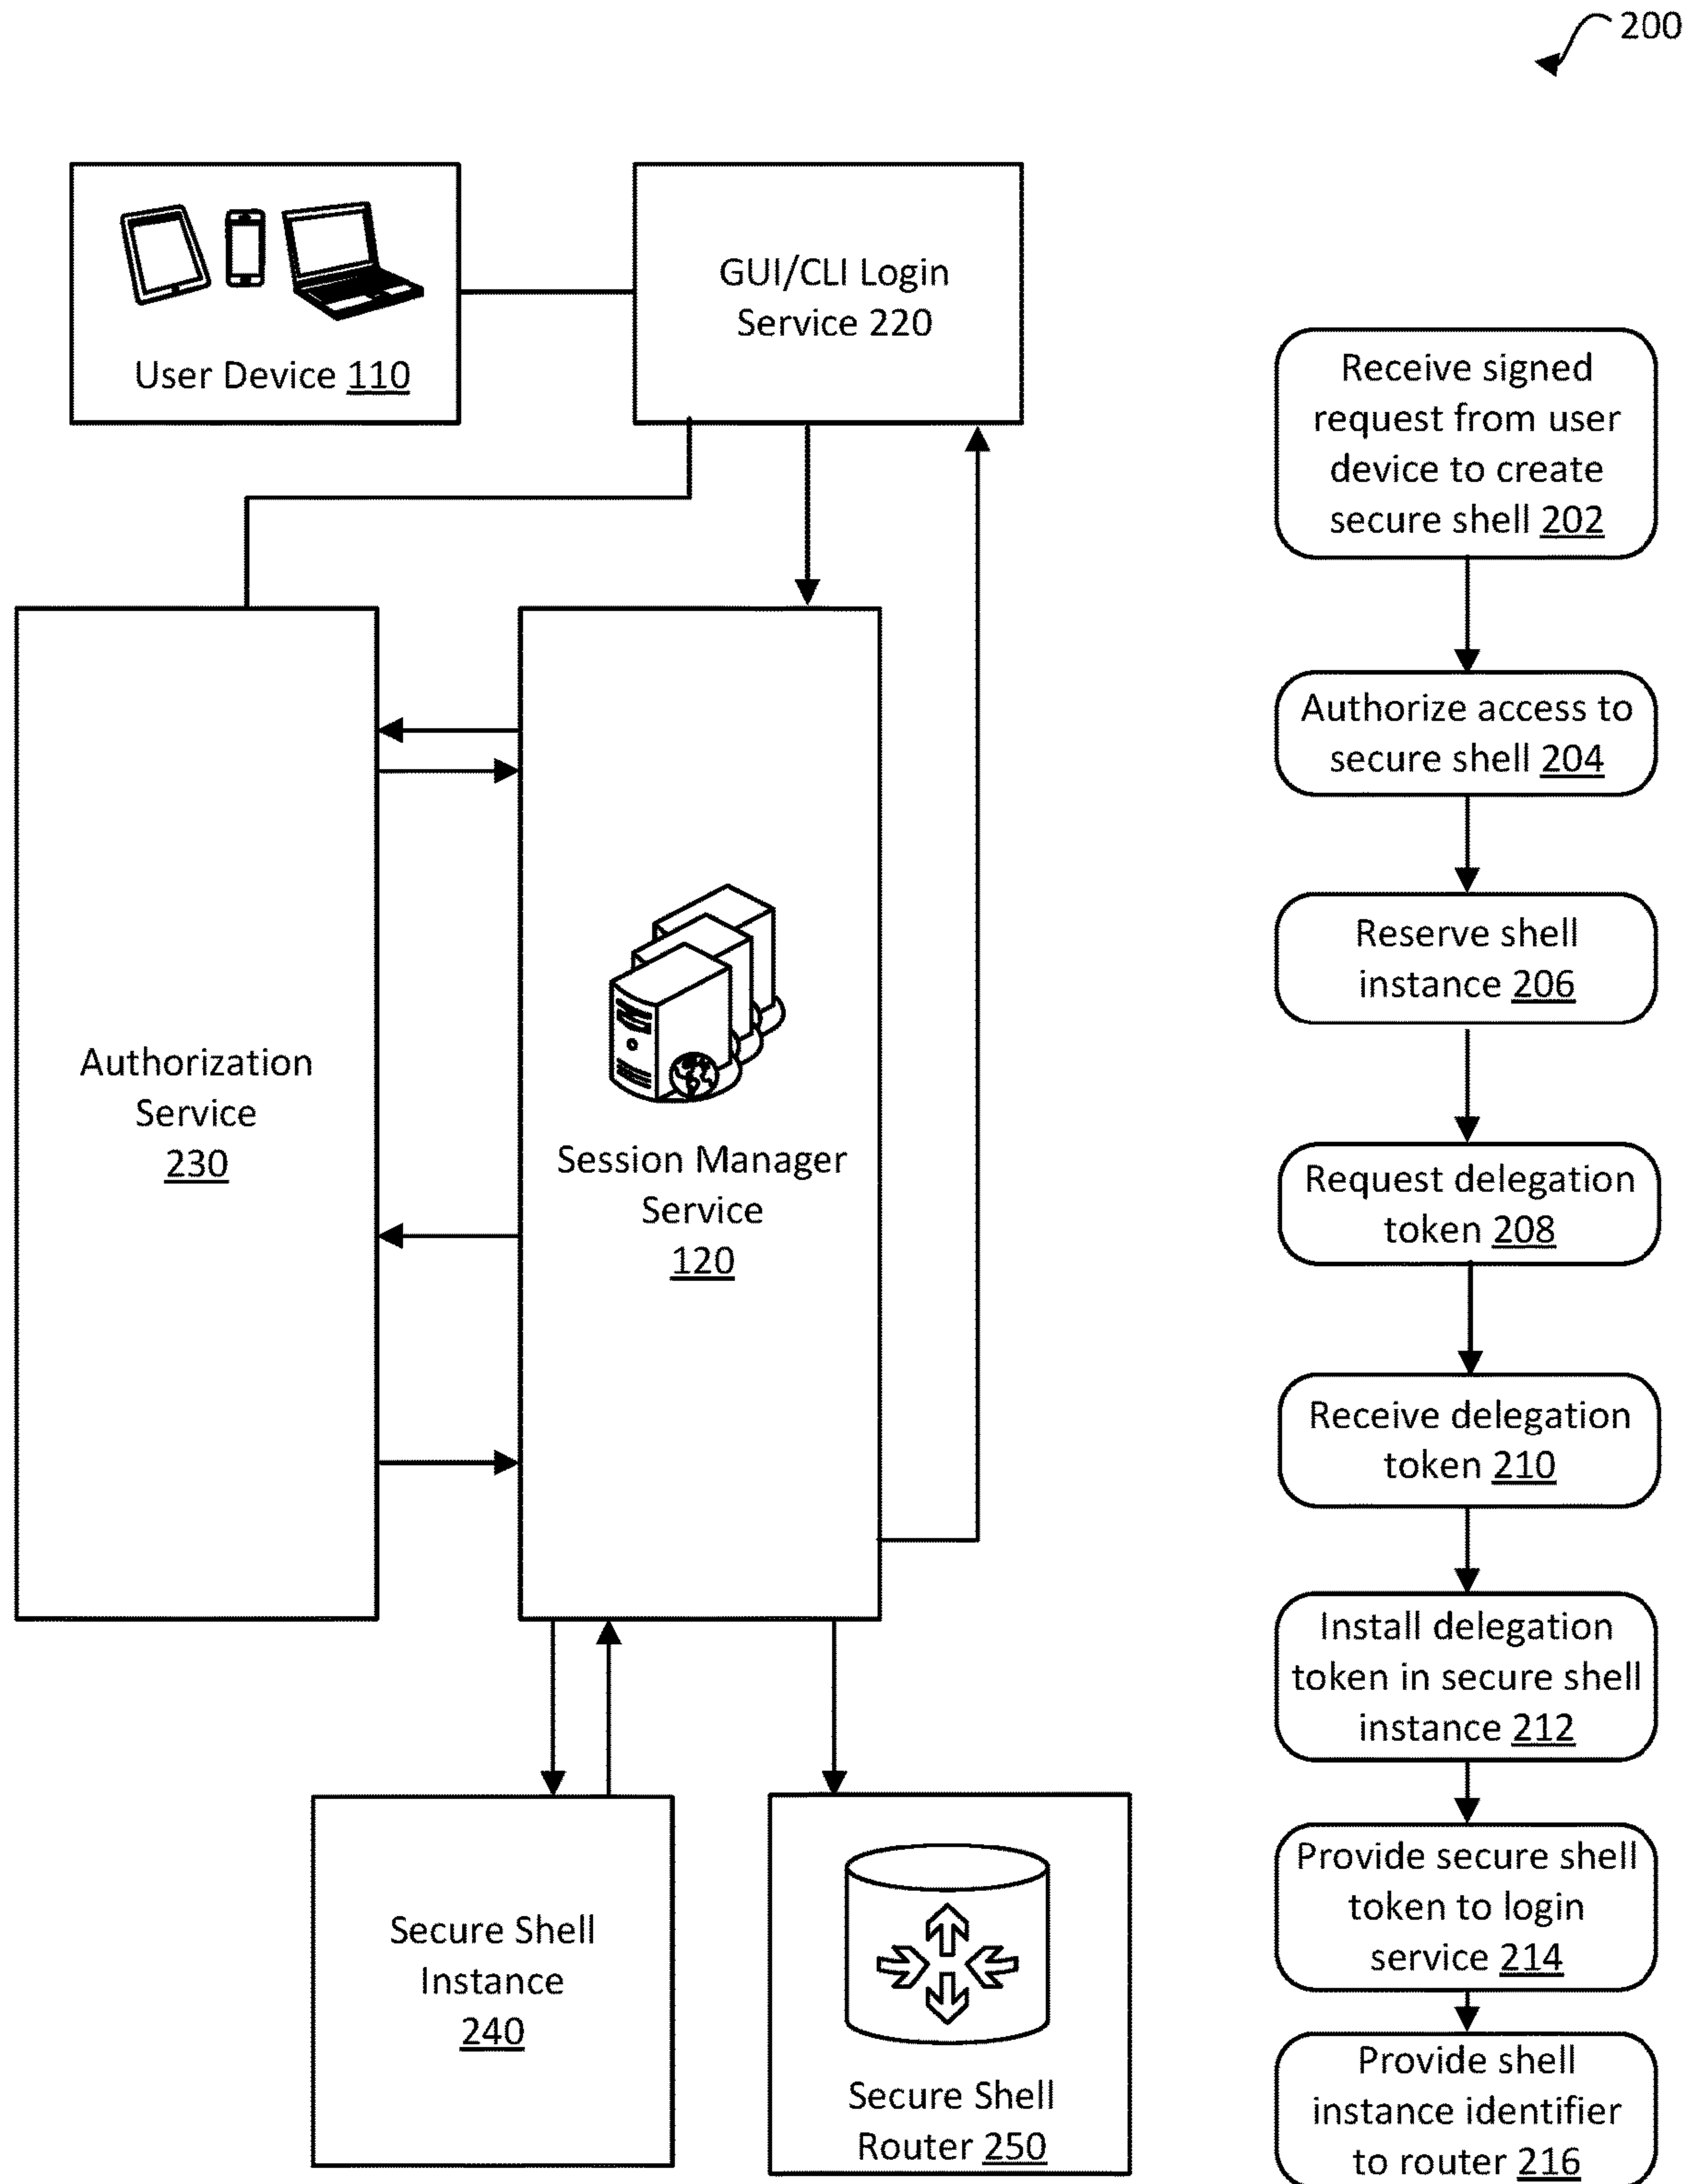 200
User Device 110
GUI/CLI Login
Service 220
Authorization
Service
230
Session Manager
Service
120
Secure Shell
Instance
240
Secure Shell
Router 250
Receive signed
request from user
device to create
secure shell 202
Authorize access to
secure shell 204
Reserve shell
instance 206
Request delegation
token 208
Receive delegation
token 210
Install delegation
token in secure shell
instance 212
Provide secure shell
token to login
service 214
Provide shell
instance identifier
to router 216